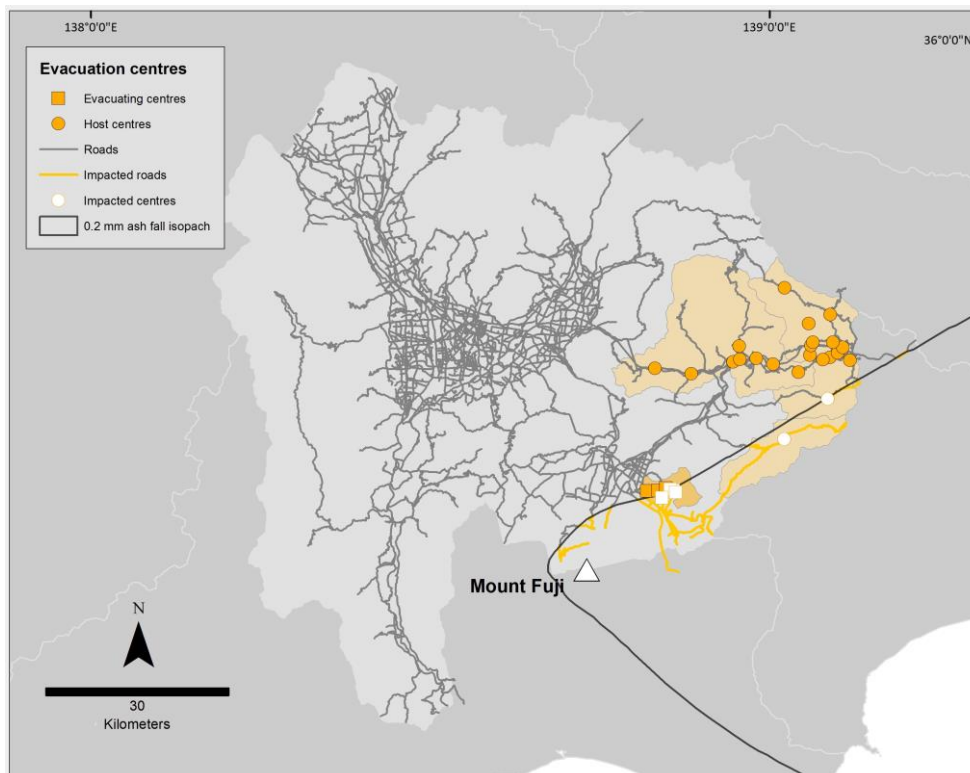 138°0'0"E
139°0'0"E
36°0'0"N
Evacuation centres
Evacuating centres
Host centres
Roads
Impacted roads
Impacted centres
0.2 mm ash fall isopach
Mount Fuji
N
30
Kilometers